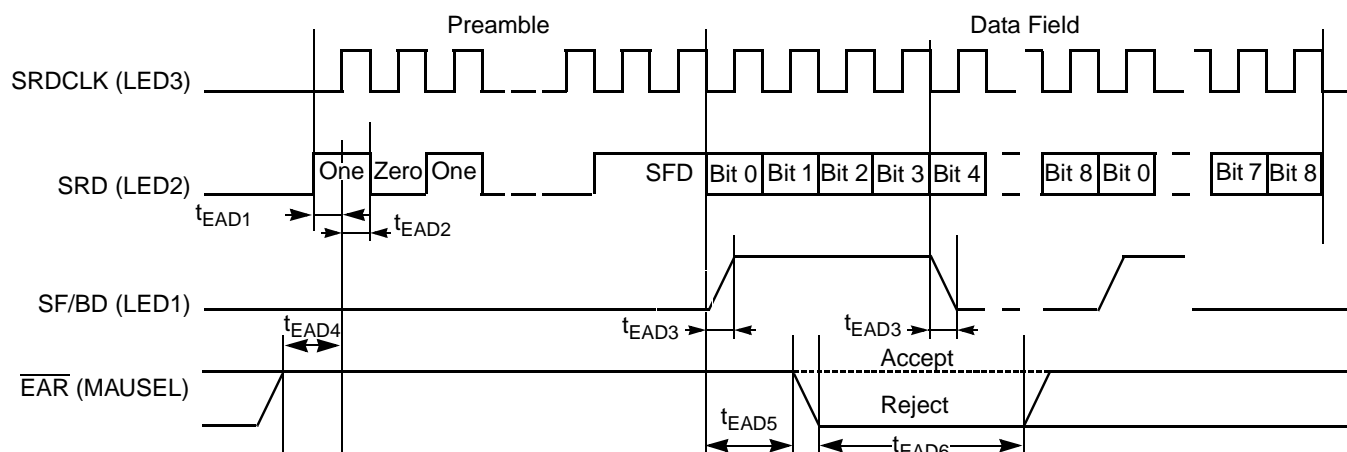 Preamble Data Field
SRDCLK (LED3)
SRD (LED2) One Zero One SFD Bit 0 Bit 1 Bit 2 Bit 3 Bit 4 Bit 8 Bit 0 Bit 7 Bit 8
tEAD1 tEAD2
SF/BD (LED1)
tEAD4 tEAD3 tEAD3
EAR (MAUSEL) Accept
Reject
tEAD5 tEAD6